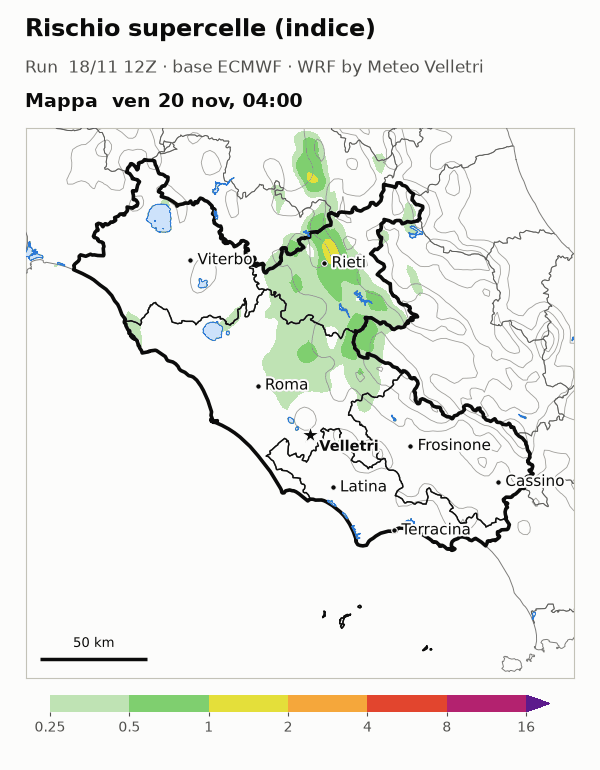 Rischio supercelle (indice)
Run  18/11 12Z · base ECMWF · WRF by Meteo Velletri
Mappa  ven 20 nov, 04:00
Viterbo
Rieti
Roma
Velletri
Frosinone
Cassino
Latina
Terracina
50 km
0.25 0.5 1 2 4 8 16